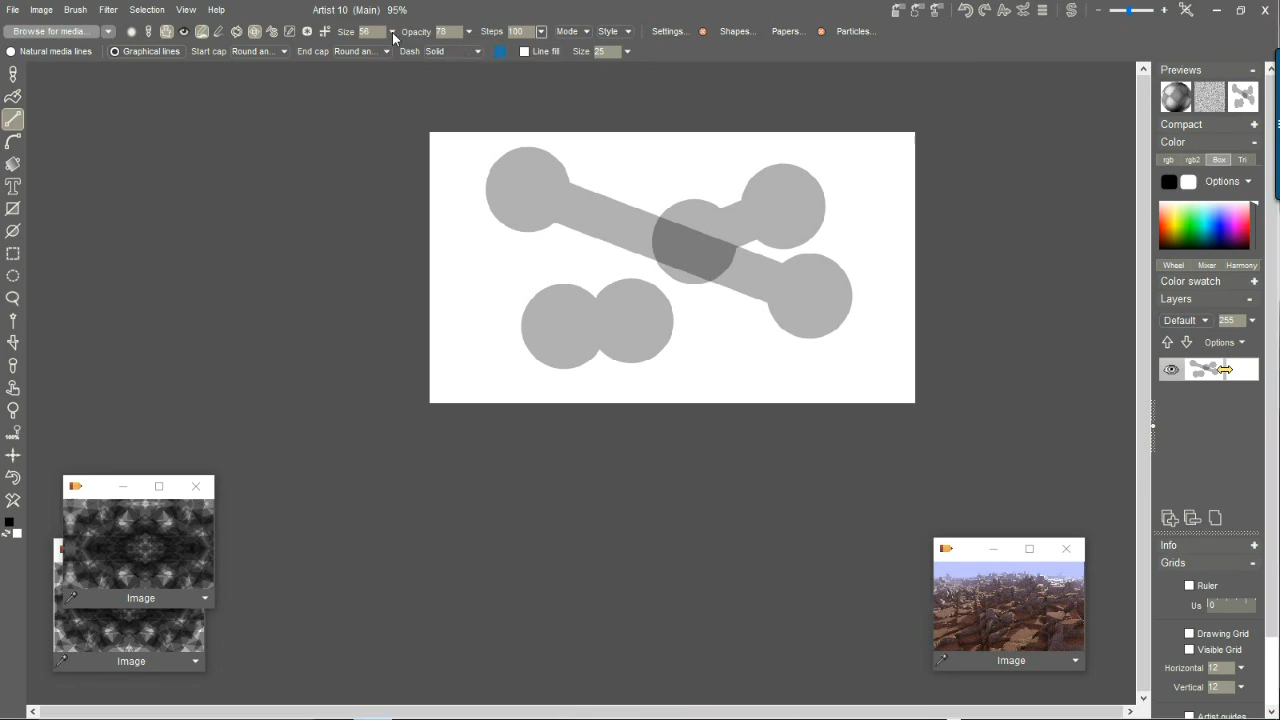 File Image Brush Filter Selection View Help Artist 10 (Main) 95%
Browse for media... Size 56 Opacity 78 Steps 100 Mode Style Settings... Shapes... Papers... Particles...
Natural media lines Graphical lines Start cap Round an... End cap Round an... Dash Solid Line fill Size 25
Previews
Compact
Color
rgb rgb2 Box Tri
Options
Wheel Mixer Harmony
Color swatch
Layers
Default 255
Options
Info
Grids
Ruler
Us 0
Drawing Grid
Visible Grid
Horizontal 12
Vertical 12
Artist guides
Image
Image
Image